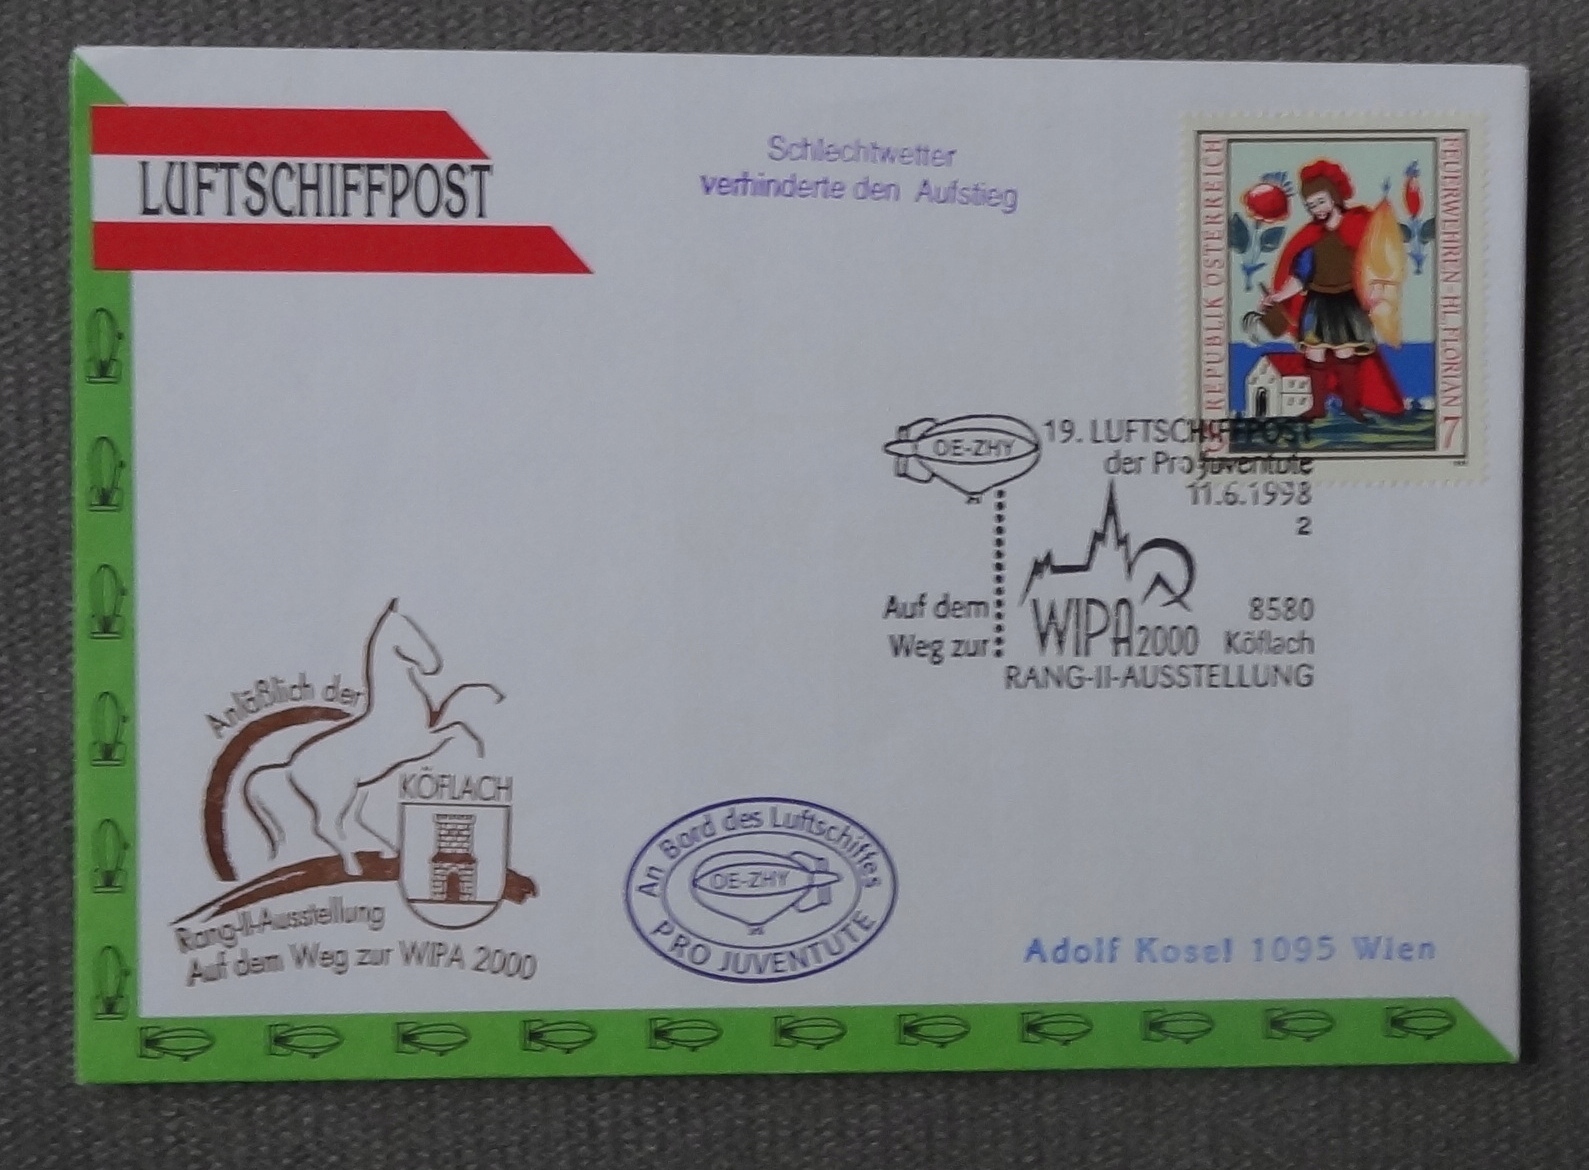 LUFTSCHIFFPOST
Schlechtwetter
verhinderte den Aufstieg
REPUBLIK ÖSTERREICH
FEUERWEHREN-HL. FLORIAN
7
OE-ZHY
19. LUFTSCHIFFPOST
der Pro Juventute
11.6.1998
2
Auf dem
Weg zur
WIPA 2000
8580
Köflach
RANG-II-AUSSTELLUNG
Anläßlich der
KÖFLACH
Rang-II-Ausstellung
Auf dem Weg zur WIPA 2000
An Bord des Luftschiffes
OE-ZHY
PRO JUVENTUTE
Adolf Kosel 1095 Wien